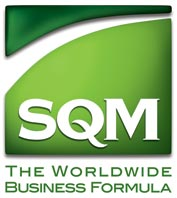 SQM
THE WORLDWIDE
BUSINESS FORMULA